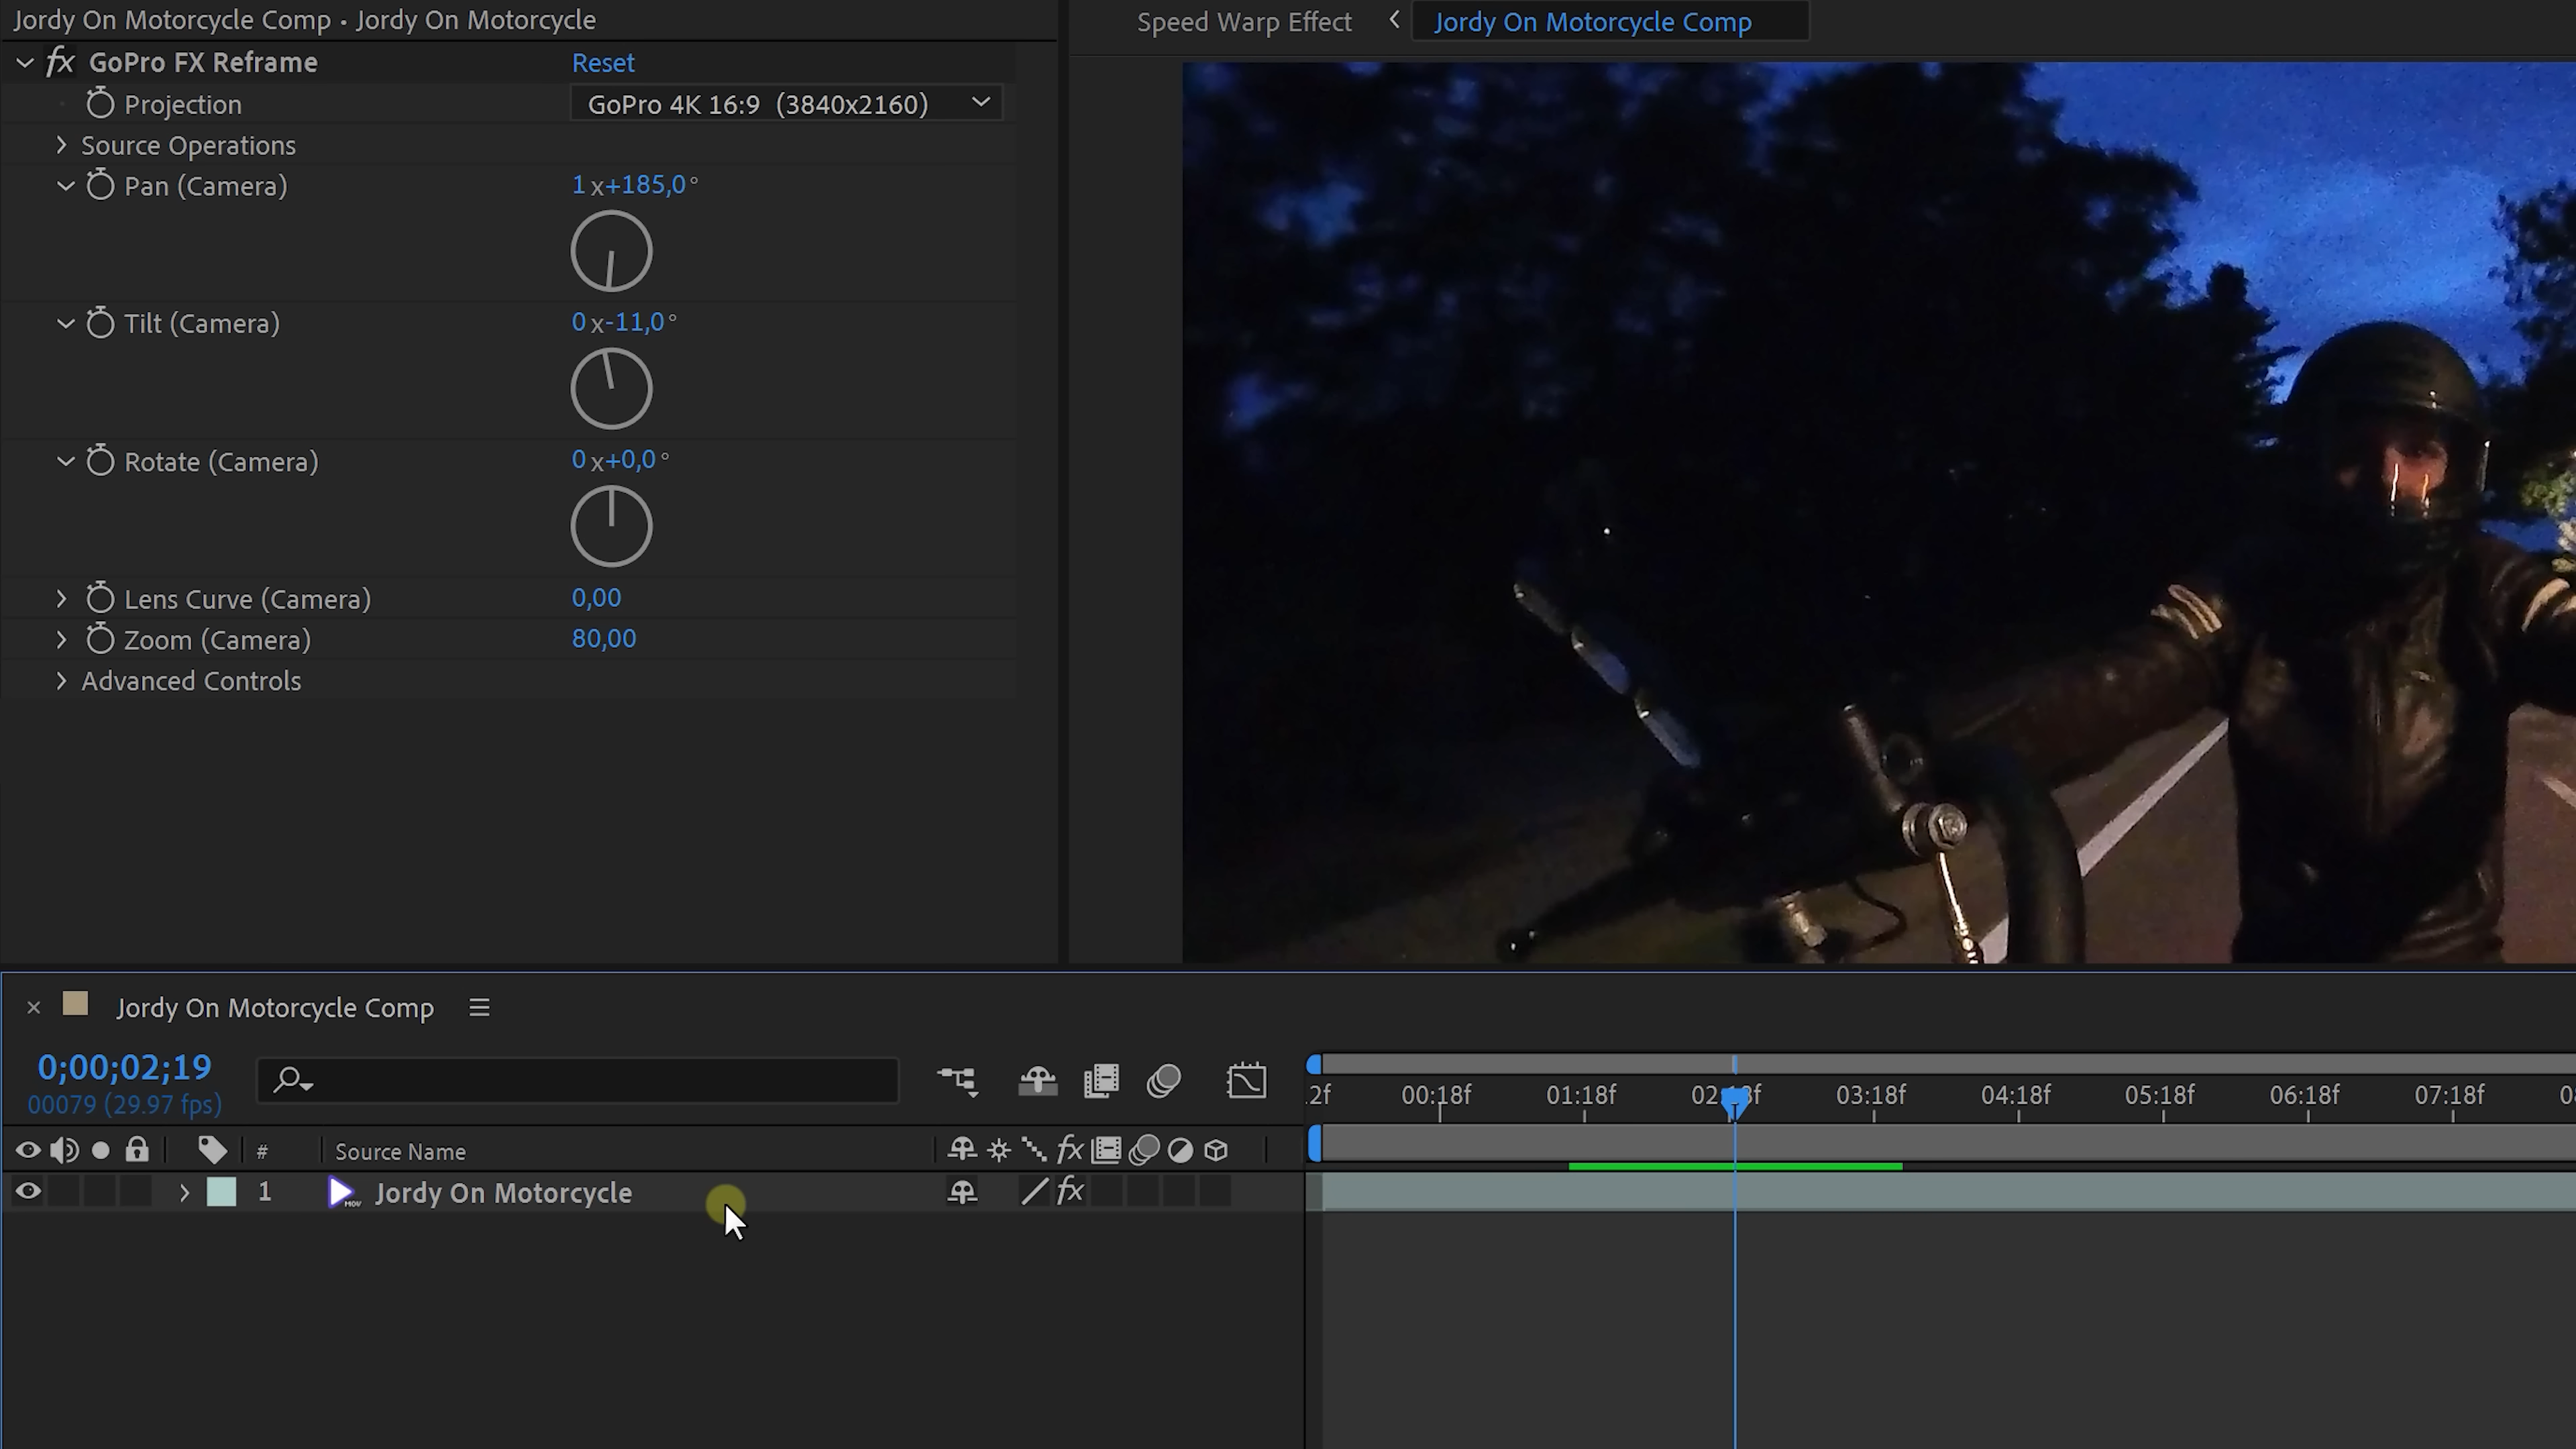 Jordy On Motorcycle Comp • Jordy On Motorcycle
fx GoPro FX Reframe Reset
Projection GoPro 4K 16:9 (3840x2160)
Source Operations
Pan (Camera) 1x+185,0°
Tilt (Camera) 0x-11,0°
Rotate (Camera) 0x+0,0°
Lens Curve (Camera) 0,00
Zoom (Camera) 80,00
Advanced Controls
Speed Warp Effect Jordy On Motorcycle Comp
Jordy On Motorcycle Comp
0;00;02;19
00079 (29.97 fps)
00:18f 01:18f 03:18f 04:18f 05:18f 06:18f 07:18f
# Source Name fx
1 Jordy On Motorcycle fx